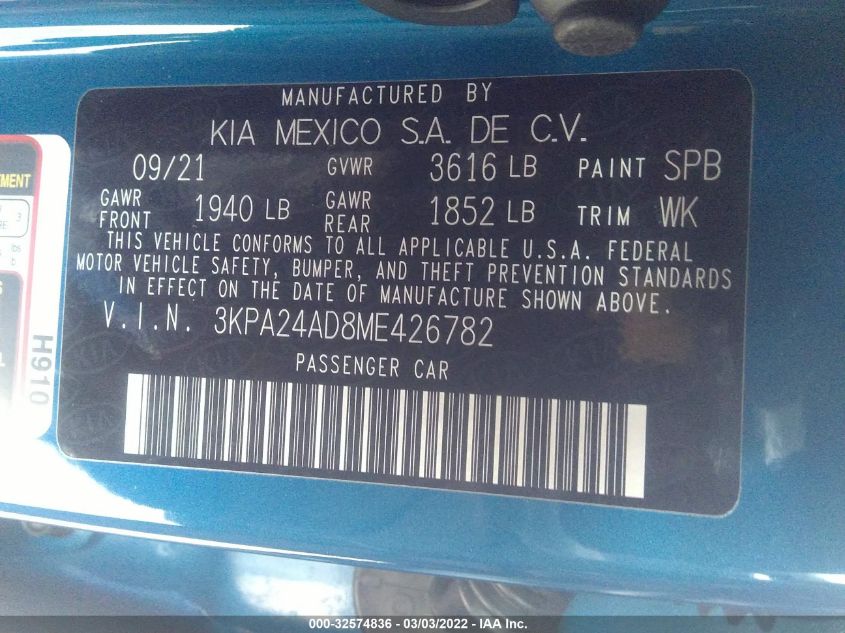 MANUFACTURED BY
KIA MEXICO S.A. DE C.V.
09/21 GVWR 3616 LB PAINT SPB
GAWR FRONT 1940 LB GAWR REAR 1852 LB TRIM WK
THIS VEHICLE CONFORMS TO ALL APPLICABLE U.S.A. FEDERAL
MOTOR VEHICLE SAFETY, BUMPER, AND THEFT PREVENTION STANDARDS
IN EFFECT ON THE DATE OF MANUFACTURE SHOWN ABOVE.
V.I.N. 3KPA24AD8ME426782
PASSENGER CAR
H910
3
000-32574836 - 03/03/2022 - IAA Inc.